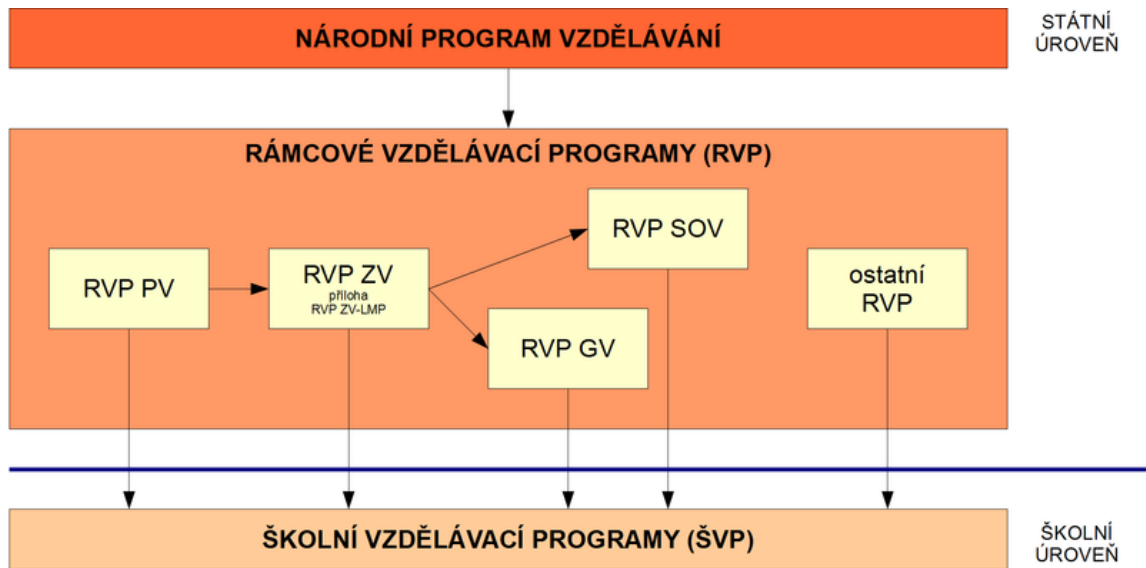 NÁRODNÍ PROGRAM VZDĚLÁVÁNÍ
STÁTNÍ
ÚROVEŇ
RÁMCOVÉ VZDĚLÁVACÍ PROGRAMY (RVP)
RVP PV
RVP ZV
příloha
RVP ZV-LMP
RVP SOV
RVP GV
ostatní
RVP
ŠKOLNÍ VZDĚLÁVACÍ PROGRAMY (ŠVP)
ŠKOLNÍ
ÚROVEŇ